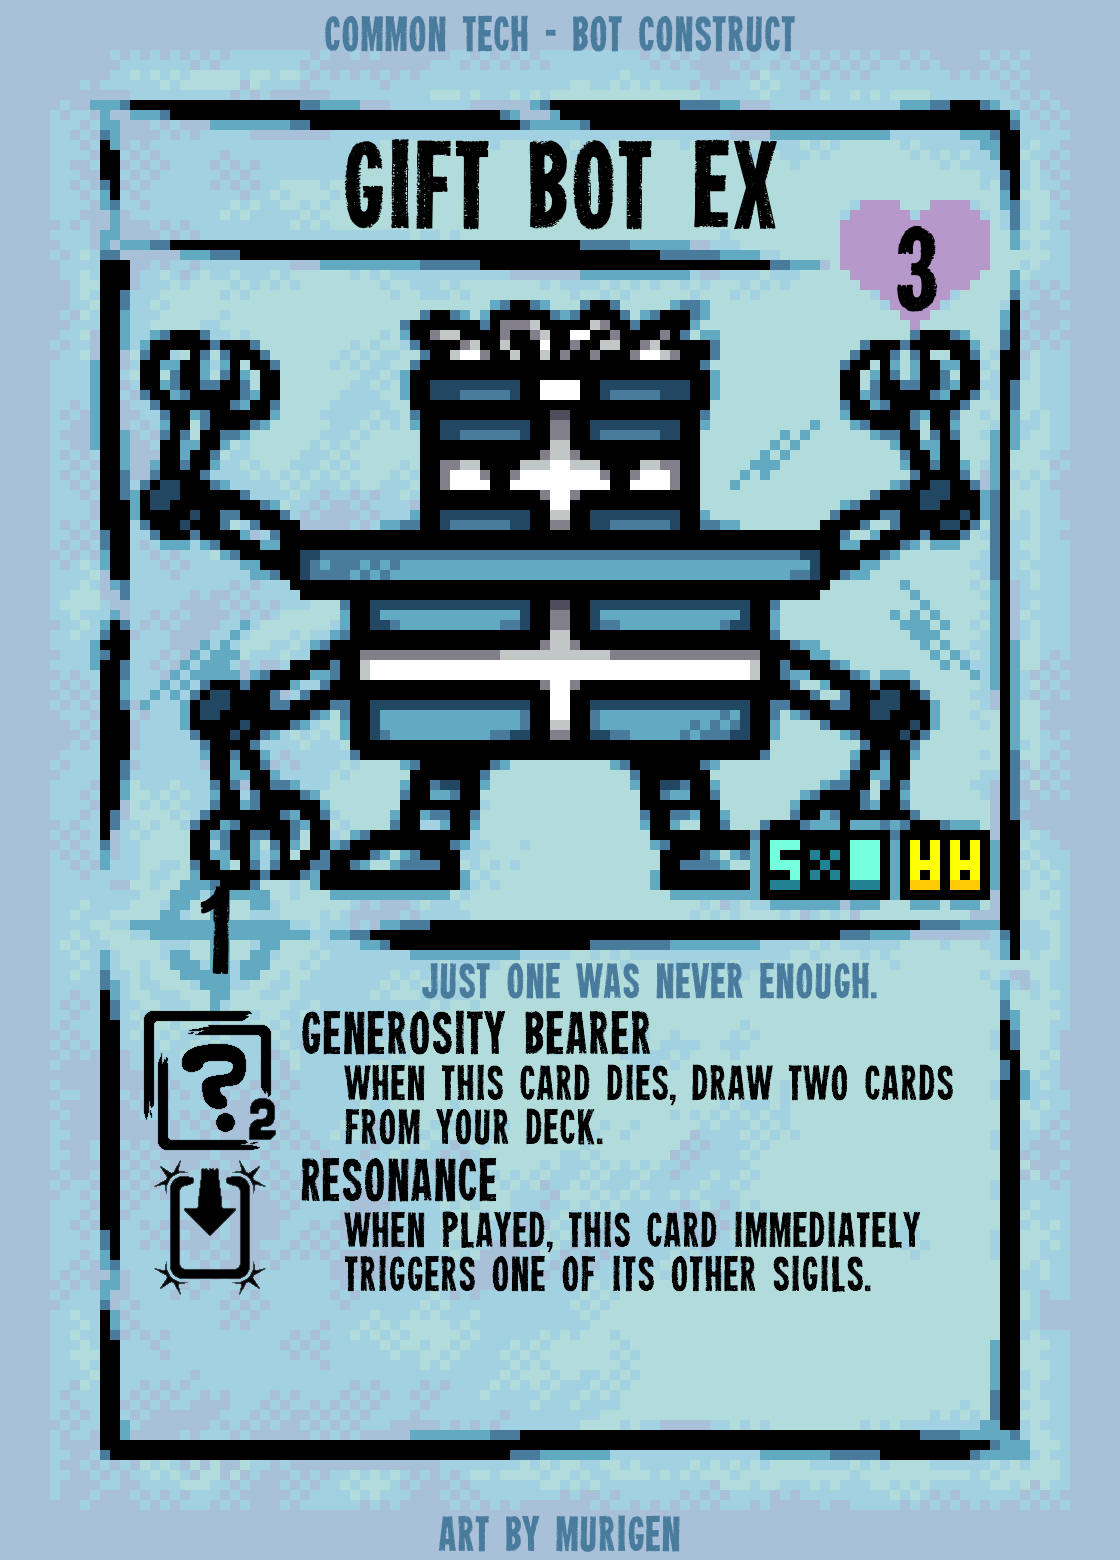 COMMON TECH - BOT CONSTRUCT
GIFT BOT EX
3
5
1
JUST ONE WAS NEVER ENOUGH.
GENEROSITY BEARER
WHEN THIS CARD DIES, DRAW TWO CARDS
FROM YOUR DECK.
2
RESONANCE
WHEN PLAYED, THIS CARD IMMEDIATELY
TRIGGERS ONE OF ITS OTHER SIGILS.
ART BY MURIGEN